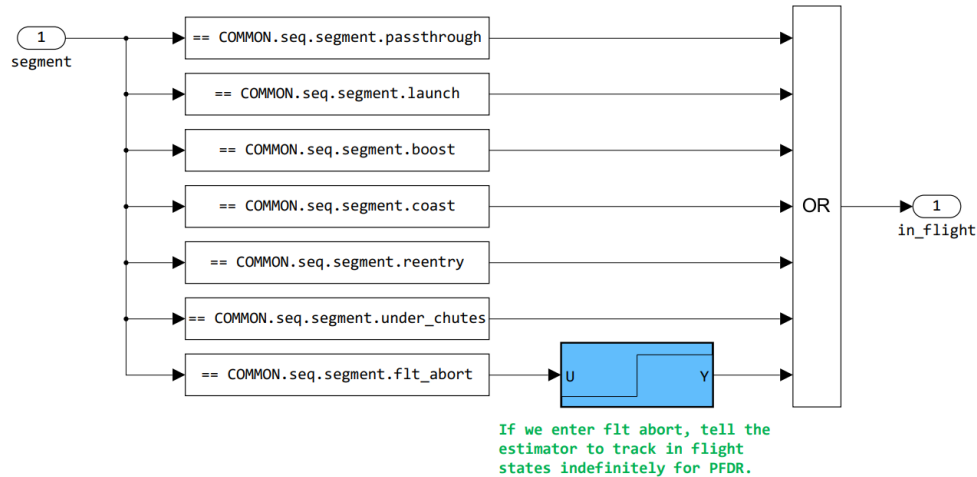 1
segment
== COMMON.seq.segment.passthrough
== COMMON.seq.segment.launch
== COMMON.seq.segment.boost
== COMMON.seq.segment.coast
== COMMON.seq.segment.reentry
== COMMON.seq.segment.under_chutes
== COMMON.seq.segment.flt_abort
U
Y
OR
1
in_flight
If we enter flt abort, tell the
estimator to track in flight
states indefinitely for PFDR.